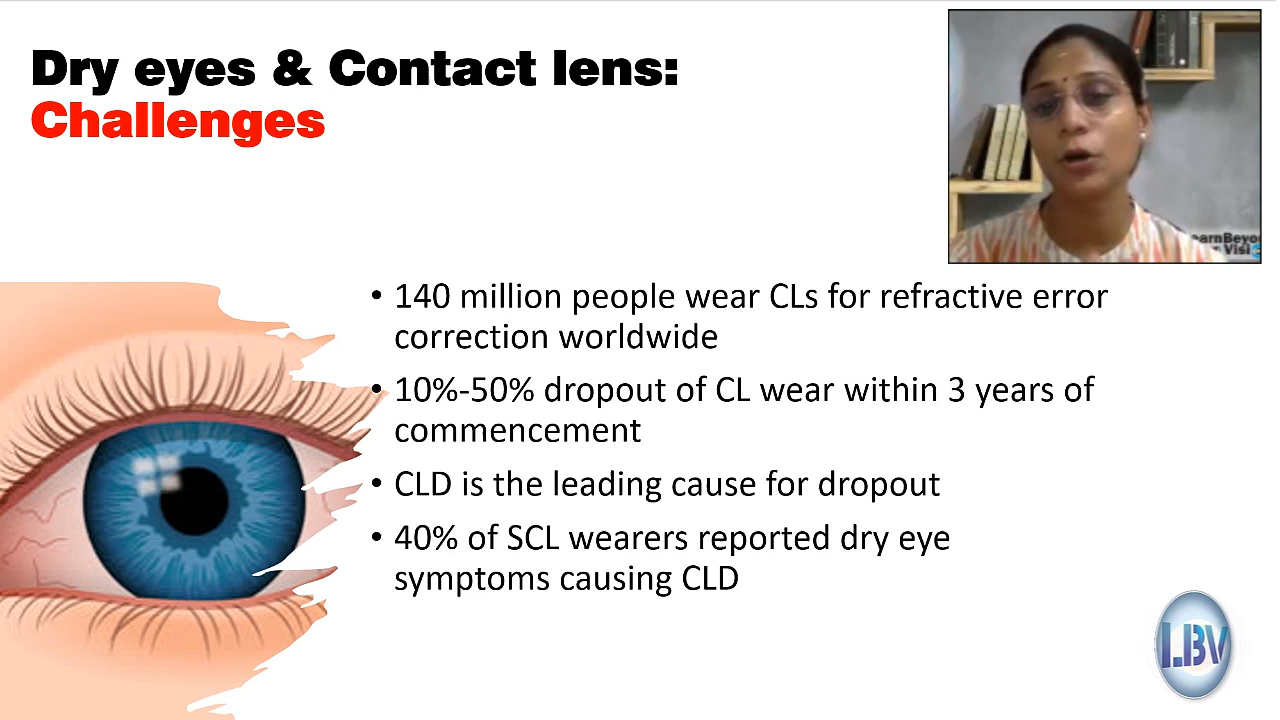 Dry eyes & Contact lens:
Challenges
earnBeyo
r Visi
• 140 million people wear CLs for refractive error
correction worldwide
• 10%-50% dropout of CL wear within 3 years of
commencement
• CLD is the leading cause for dropout
• 40% of SCL wearers reported dry eye
symptoms causing CLD
LBV